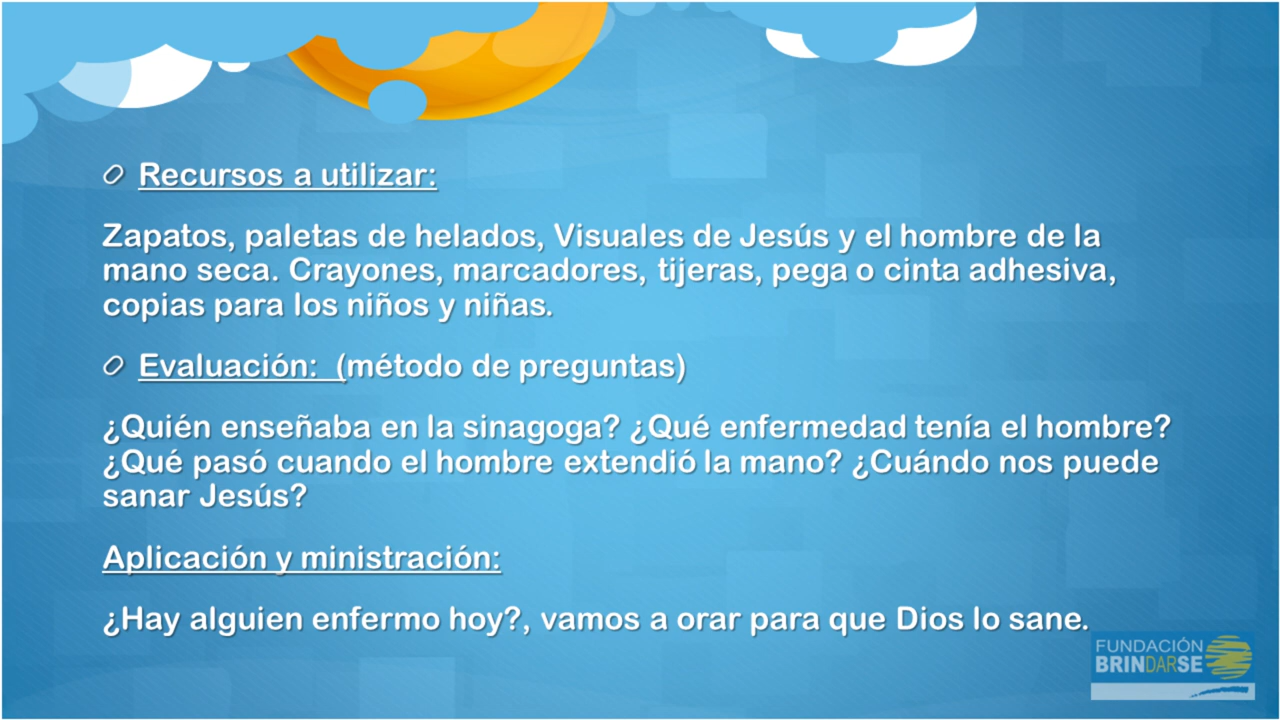 Recursos a utilizar:
Zapatos, paletas de helados, Visuales de Jesús y el hombre de la
mano seca. Crayones, marcadores, tijeras, pega o cinta adhesiva,
copias para los niños y niñas.
Evaluación:  (método de preguntas)
¿Quién enseñaba en la sinagoga? ¿Qué enfermedad tenía el hombre?
¿Qué pasó cuando el hombre extendió la mano? ¿Cuándo nos puede
sanar Jesús?
Aplicación y ministración:
¿Hay alguien enfermo hoy?, vamos a orar para que Dios lo sane.
FUNDACIÓN
BRINDARSE